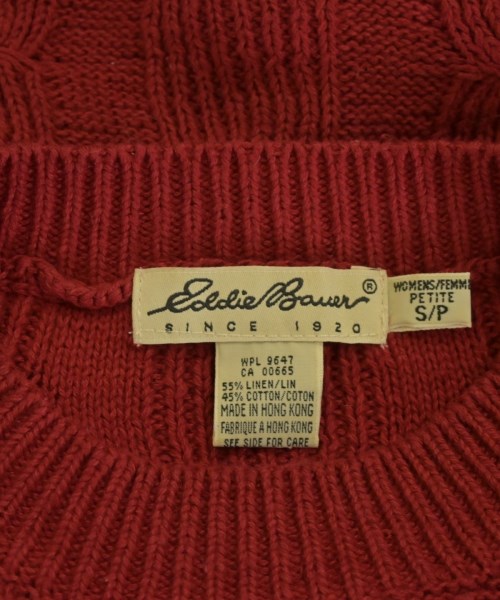 Eddie Bauer ®
SINCE 1920
WOMENS/FEMME
PETITE
S/P
WPL 9647
CA 00665
55% LINEN/LIN
45% COTTON/COTON
MADE IN HONG KONG
FABRIQUE A HONG KONG
SEE SIDE FOR CARE